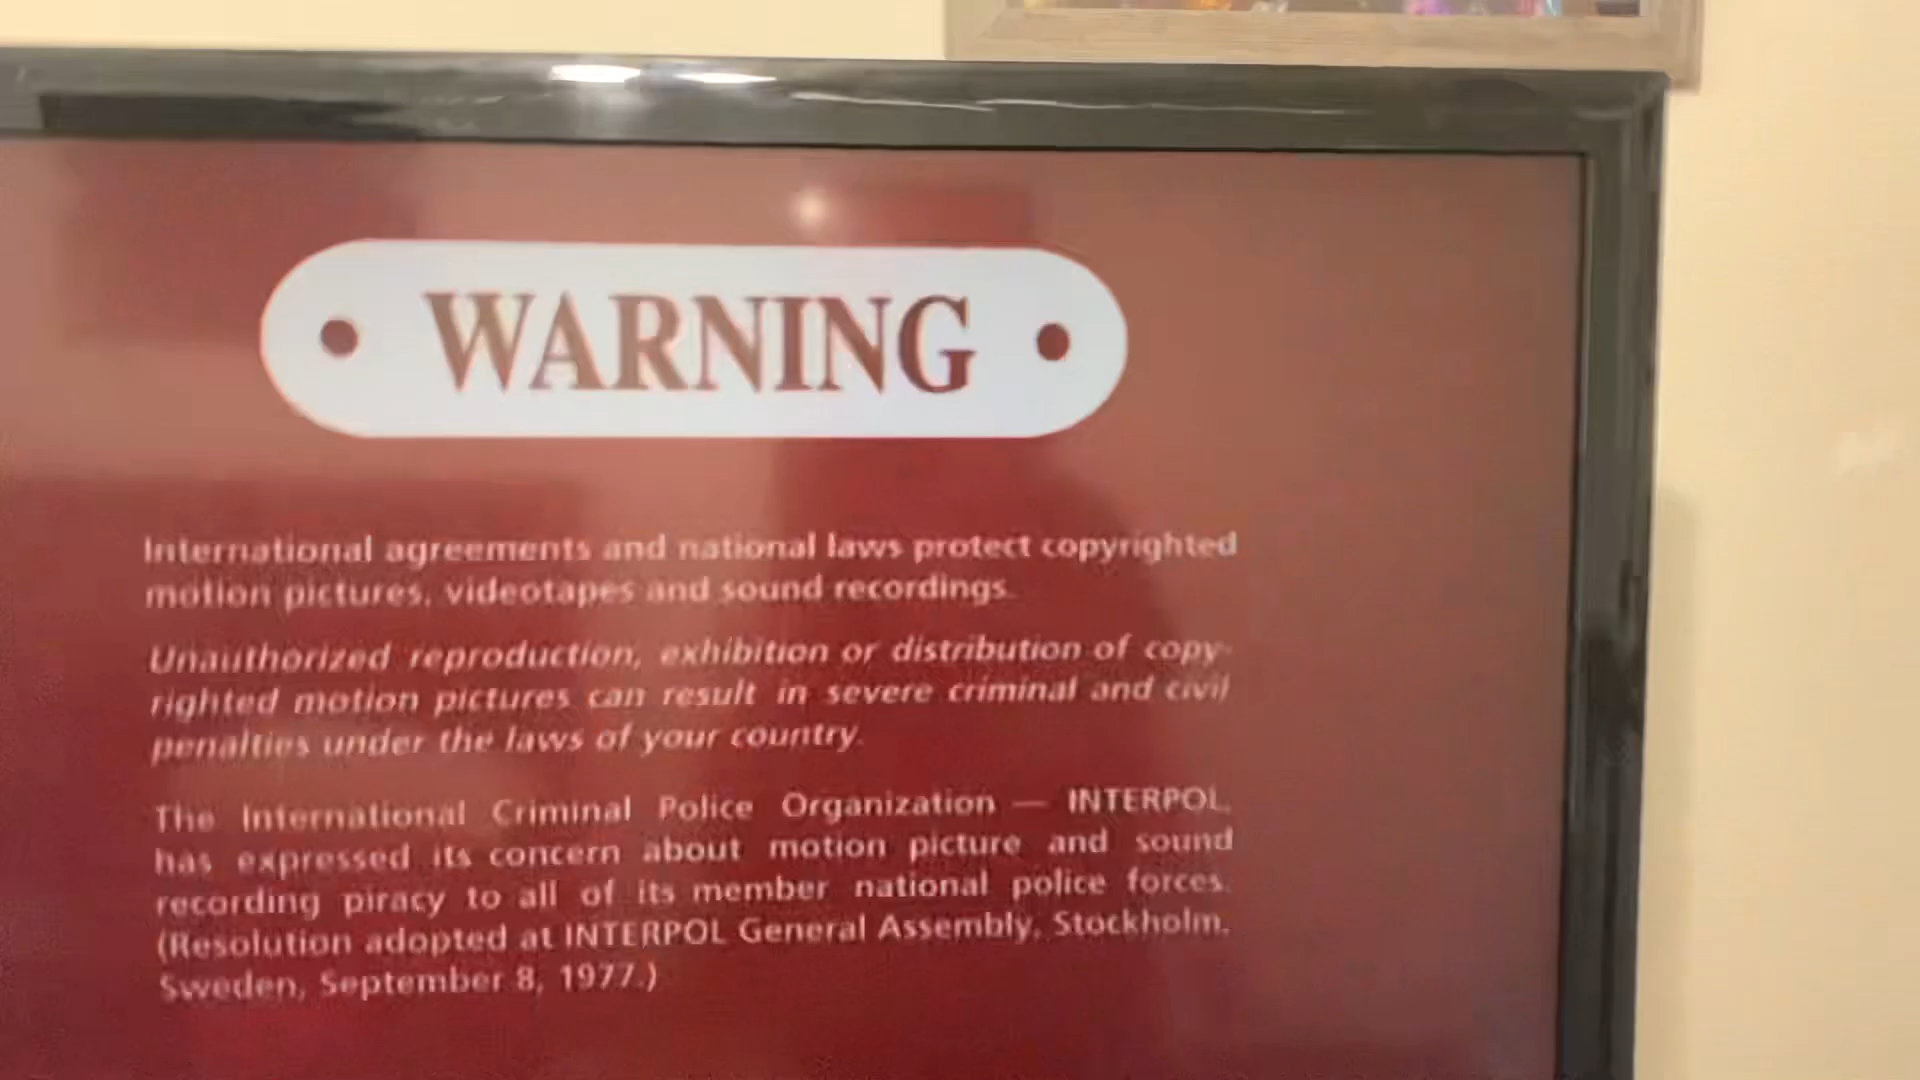 WARNING
International agreements and national laws protect copyrighted
motion pictures, videotapes and sound recordings.
Unauthorized reproduction, exhibition or distribution of copy-
righted motion pictures can result in severe criminal and civil
penalties under the laws of your country.
The International Criminal Police Organization — INTERPOL,
has expressed its concern about motion picture and sound
recording piracy to all of its member national police forces.
(Resolution adopted at INTERPOL General Assembly, Stockholm,
Sweden, September 8, 1977.)